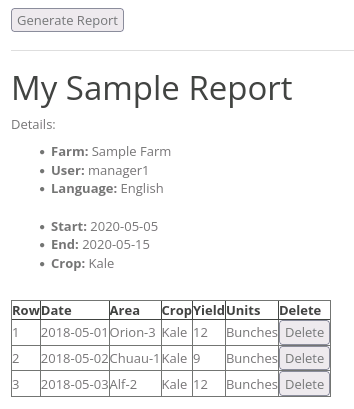 Generate Report
My Sample Report
Details:
• Farm: Sample Farm
• User: manager1
• Language: English
• Start: 2020-05-05
• End: 2020-05-15
• Crop: Kale
Row Date Area Crop Yield Units Delete
1 2018-05-01 Orion-3 Kale 12 Bunches Delete
2 2018-05-02 Chuau-1 Kale 9 Bunches Delete
3 2018-05-03 Alf-2 Kale 12 Bunches Delete